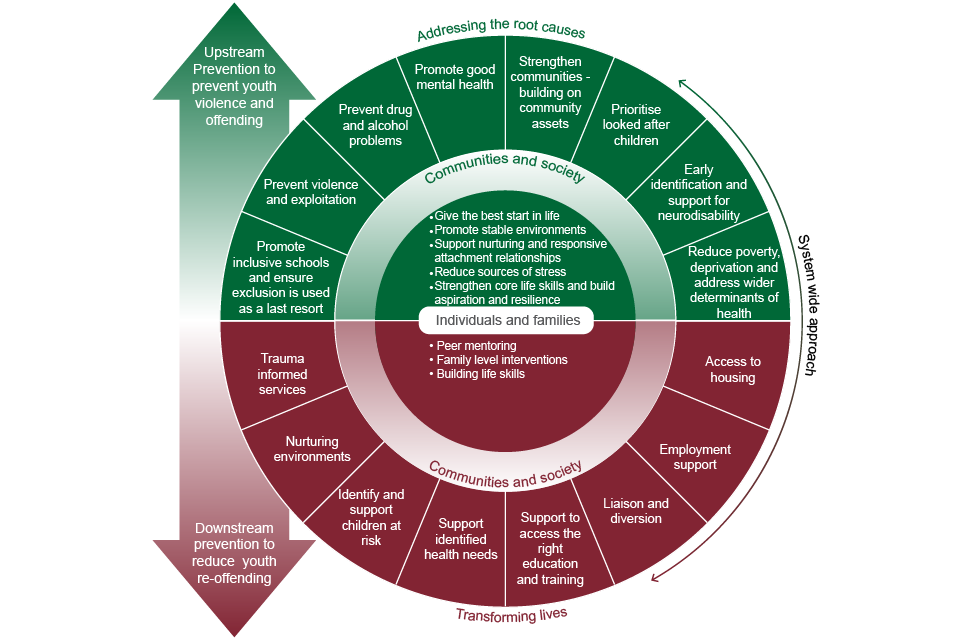 Addressing the root causes
Upstream
Prevention to
prevent youth
violence and
offending
Promote
inclusive schools
and ensure
exclusion is used
as a last resort
Prevent violence
and exploitation
Prevent drug
and alcohol
problems
Promote good
mental health
Strengthen
communities -
building on
community
assets
Prioritise
looked after
children
Early
identification and
support for
neurodisability
Reduce poverty,
deprivation and
address wider
determinants of
health
Communities and society
•Give the best start in life
•Promote stable environments
•Support nurturing and responsive
attachment relationships
•Reduce sources of stress
•Strengthen core life skills and build
aspiration and resilience
Individuals and families
• Peer mentoring
• Family level interventions
• Building life skills
Communities and society
System wide approach
Trauma
informed
services
Nurturing
environments
Identify and
support
children at
risk
Support
identified
health needs
Support to
access the
right
education
and training
Liaison and
diversion
Employment
support
Access to
housing
Downstream
prevention to
reduce youth
re-offending
Transforming lives